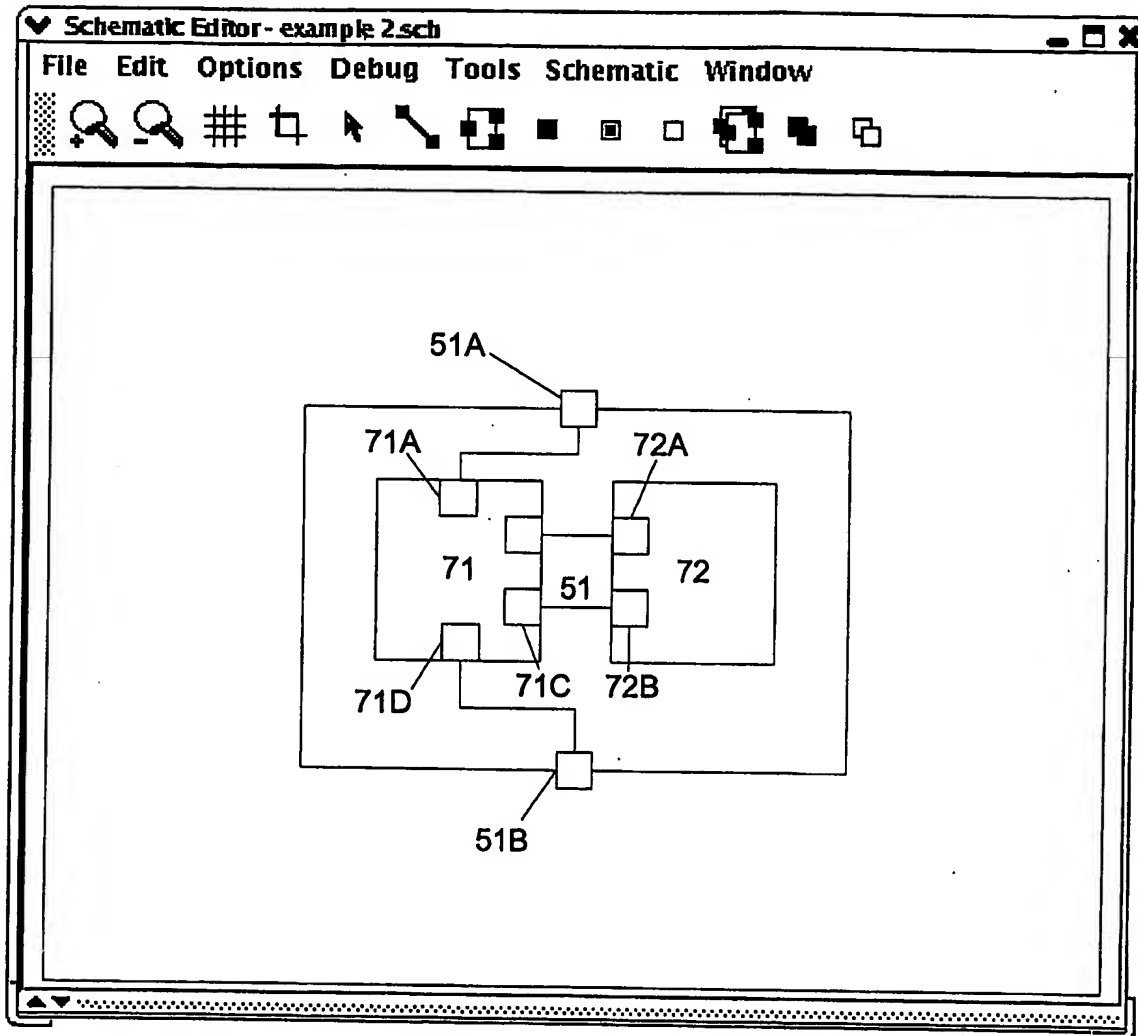 Schematic Editor - example 2.sch
File Edit Options Debug Tools Schematic Window
51A
71A
72A
71
51
72
71D
71C
72B
51B